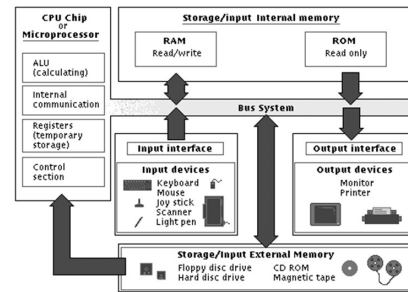 CPU Chip
or
Microprocessor
ALU
(calculating)
Internal
communication
Registers
(temporary
storage)
Control
section
Storage/input Internal memory
RAM
Read/write
ROM
Read only
Bus System
Input interface
Input devices
Keyboard
Mouse
Joy stick
Scanner
Light pen
Output interface
Output devices
Monitor
Printer
Storage/Input External Memory
Floppy disc drive
Hard disc drive
CD ROM
Magnetic tape